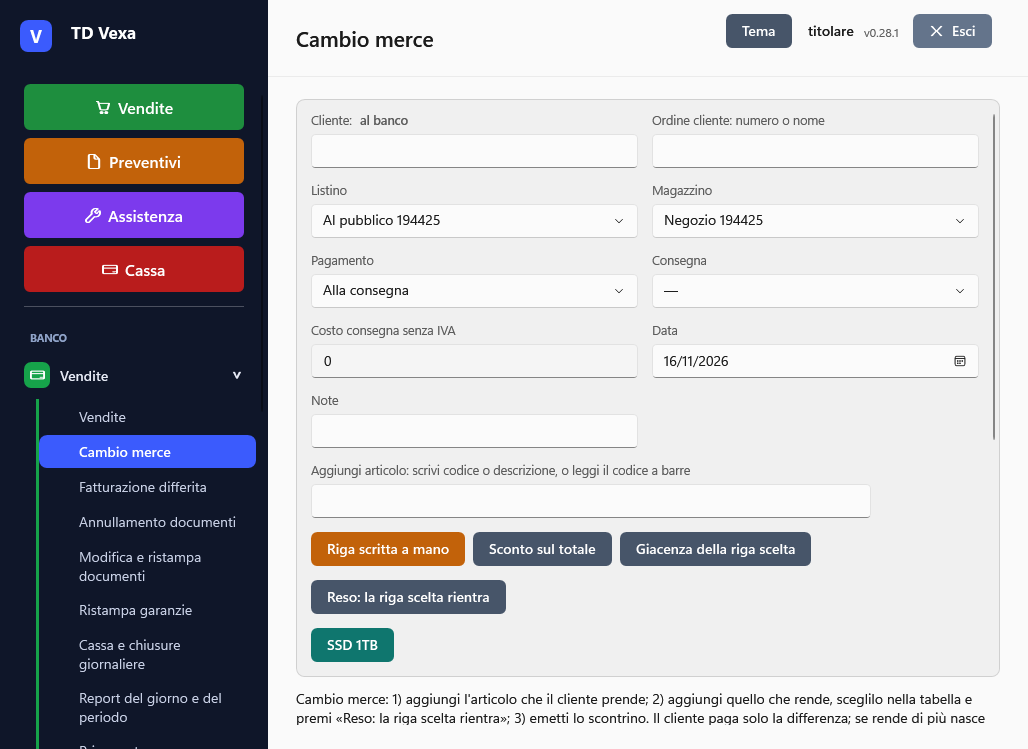 V
TD Vexa
Vendite
Preventivi
Assistenza
Cassa
BANCO
Vendite
Vendite
Cambio merce
Fatturazione differita
Annullamento documenti
Modifica e ristampa
documenti
Ristampa garanzie
Cassa e chiusure
giornaliere
Report del giorno e del
periodo
Cambio merce
Tema
titolare
v0.28.1
Esci
Cliente: al banco
Ordine cliente: numero o nome
Listino
Magazzino
Al pubblico 194425
Negozio 194425
Pagamento
Consegna
Alla consegna
—
Costo consegna senza IVA
Data
0
16/11/2026
Note
Aggiungi articolo: scrivi codice o descrizione, o leggi il codice a barre
Riga scritta a mano
Sconto sul totale
Giacenza della riga scelta
Reso: la riga scelta rientra
SSD 1TB
Cambio merce: 1) aggiungi l'articolo che il cliente prende; 2) aggiungi quello che rende, sceglilo nella tabella e
premi «Reso: la riga scelta rientra»; 3) emetti lo scontrino. Il cliente paga solo la differenza; se rende di più nasce